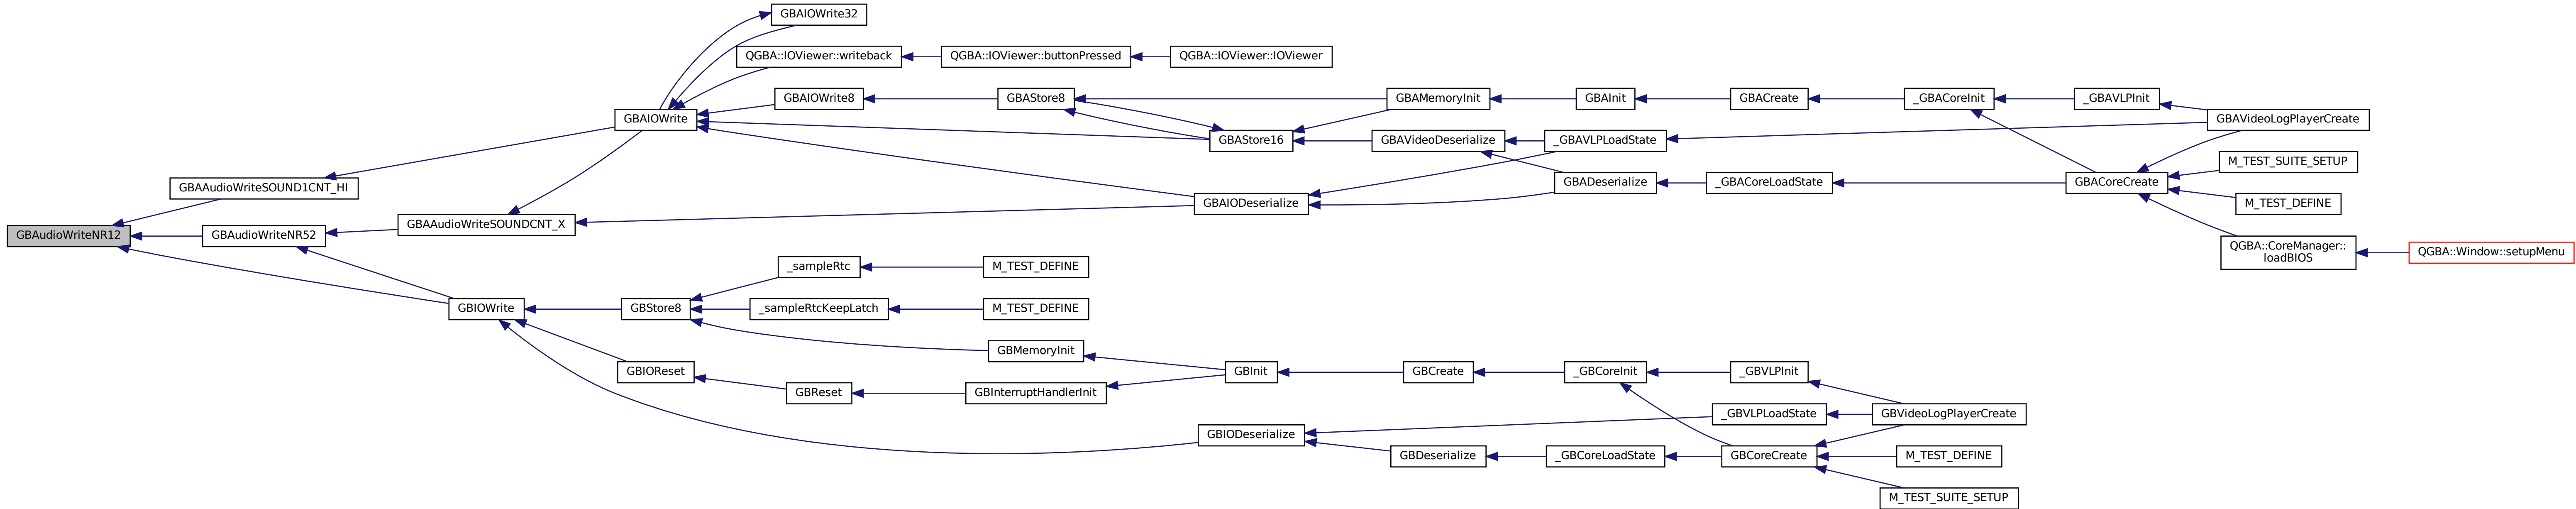 GBAIOWrite32
QGBA::IOViewer::writeback
QGBA::IOViewer::buttonPressed
QGBA::IOViewer::IOViewer
GBAIOWrite8
GBAStore8
GBAMemoryInit
GBAInit
GBACreate
_GBACoreInit
_GBAVLPInit
GBAIOWrite
GBAVideoLogPlayerCreate
GBAStore16
GBAVideoDeserialize
_GBAVLPLoadState
M_TEST_SUITE_SETUP
GBAAudioWriteSOUND1CNT_HI
GBADeserialize
_GBACoreLoadState
GBACoreCreate
GBAIODeserialize
M_TEST_DEFINE
GBAAudioWriteSOUNDCNT_X
GBAudioWriteNR12
GBAudioWriteNR52
QGBA::CoreManager::
loadBIOS
QGBA::Window::setupMenu
_sampleRtc
M_TEST_DEFINE
GBIOWrite
GBStore8
_sampleRtcKeepLatch
M_TEST_DEFINE
GBMemoryInit
GBIOReset
GBInit
GBCreate
_GBCoreInit
_GBVLPInit
GBReset
GBInterruptHandlerInit
_GBVLPLoadState
GBVideoLogPlayerCreate
GBIODeserialize
GBDeserialize
_GBCoreLoadState
GBCoreCreate
M_TEST_DEFINE
M_TEST_SUITE_SETUP